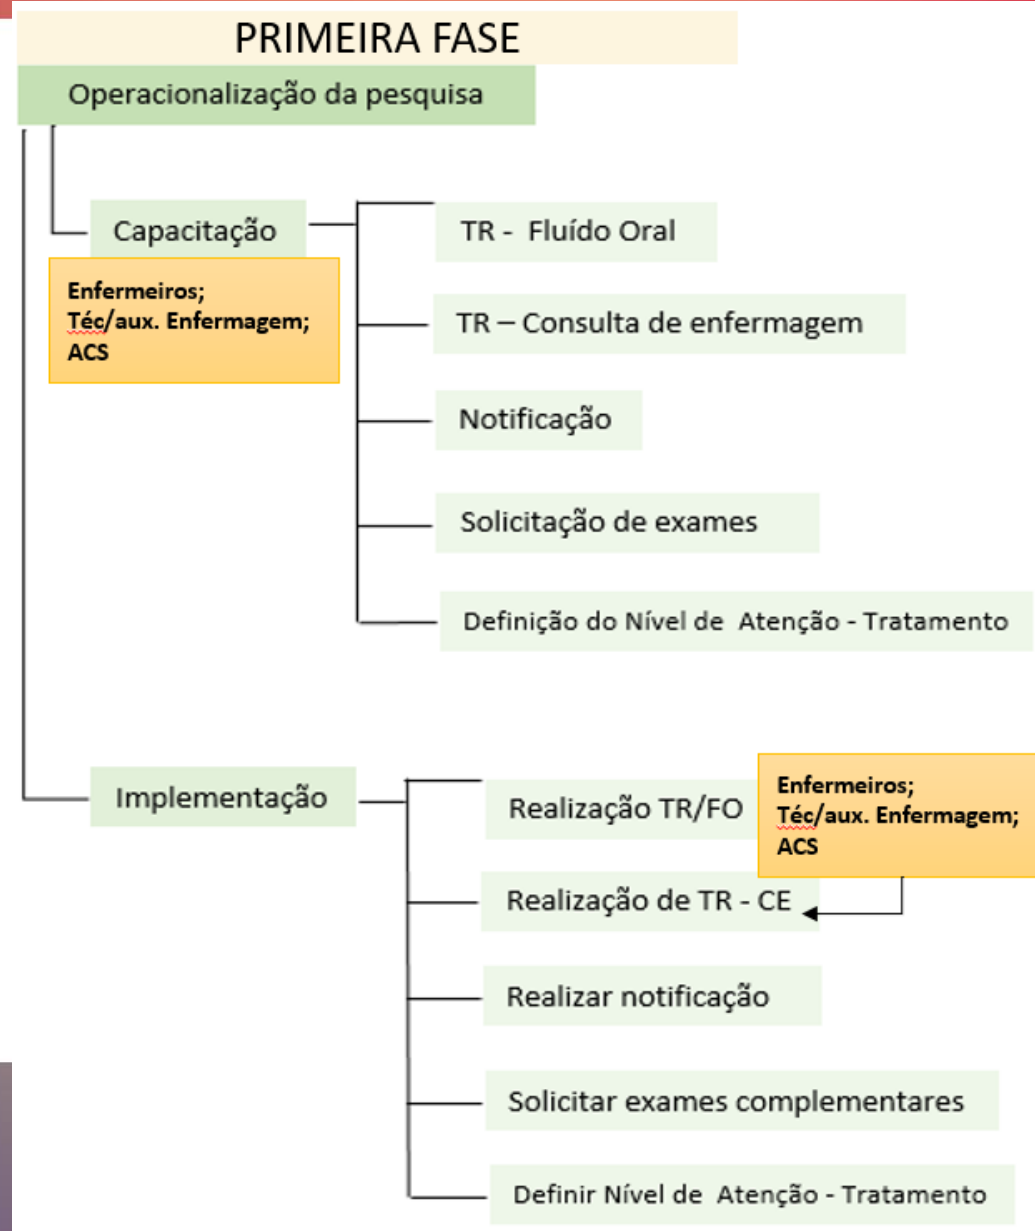 PRIMEIRA FASE
Operacionalização da pesquisa
Capacitação
Enfermeiros;
Téc/aux. Enfermagem;
ACS
TR - Fluído Oral
TR – Consulta de enfermagem
Notificação
Solicitação de exames
Definição do Nível de Atenção - Tratamento
Implementação
Realização TR/FO
Enfermeiros;
Téc/aux. Enfermagem;
ACS
Realização de TR - CE
Realizar notificação
Solicitar exames complementares
Definir Nível de Atenção - Tratamento